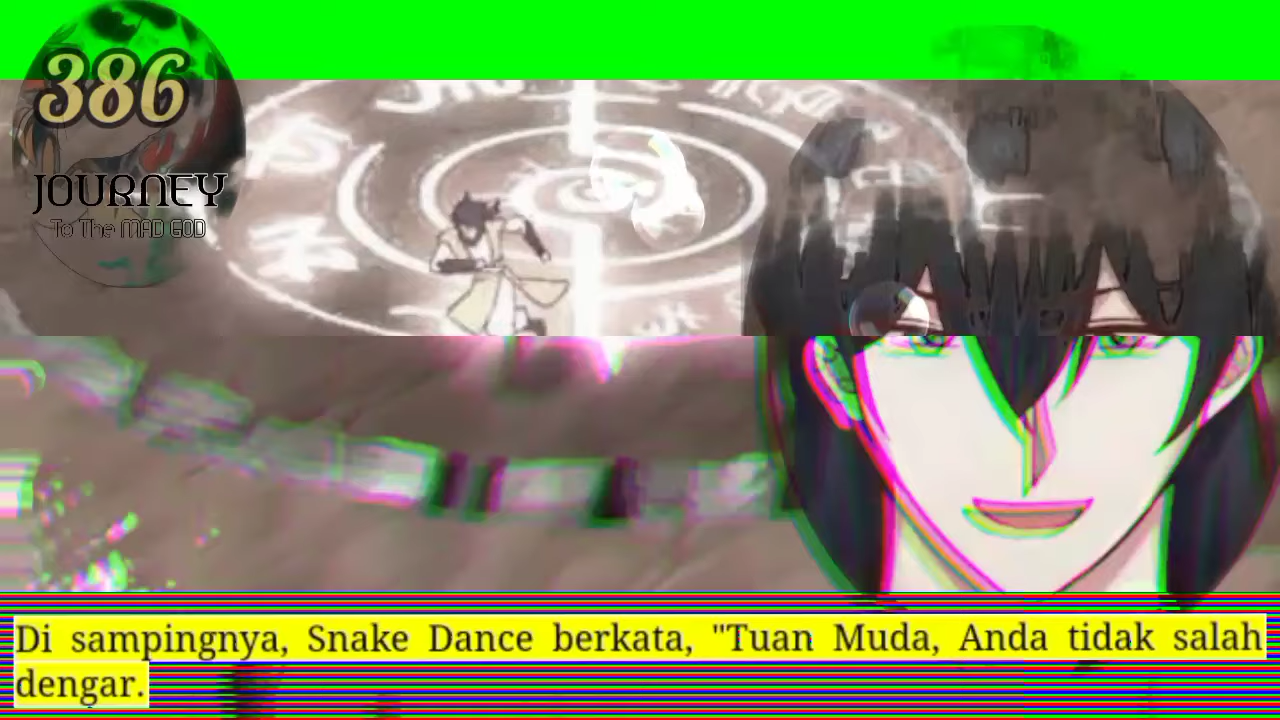 386
JOURNEY
To The MAD GOD
Di sampingnya, Snake Dance berkata, "Tuan Muda, Anda tidak salah
dengar.